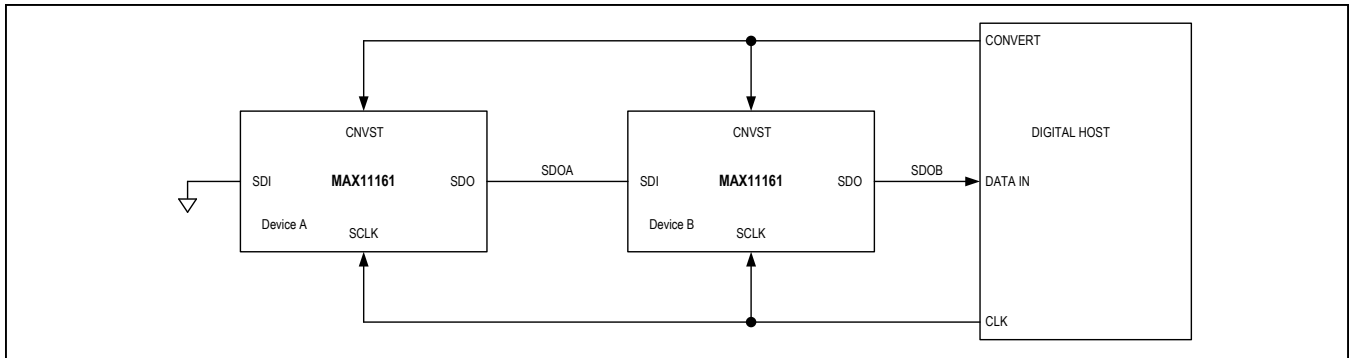 CONVERT
CNVST
CNVST
DIGITAL HOST
SDI
MAX11161
SDO
SDOA
SDI
MAX11161
SDO
SDOB
DATA IN
Device A
Device B
SCLK
SCLK
CLK